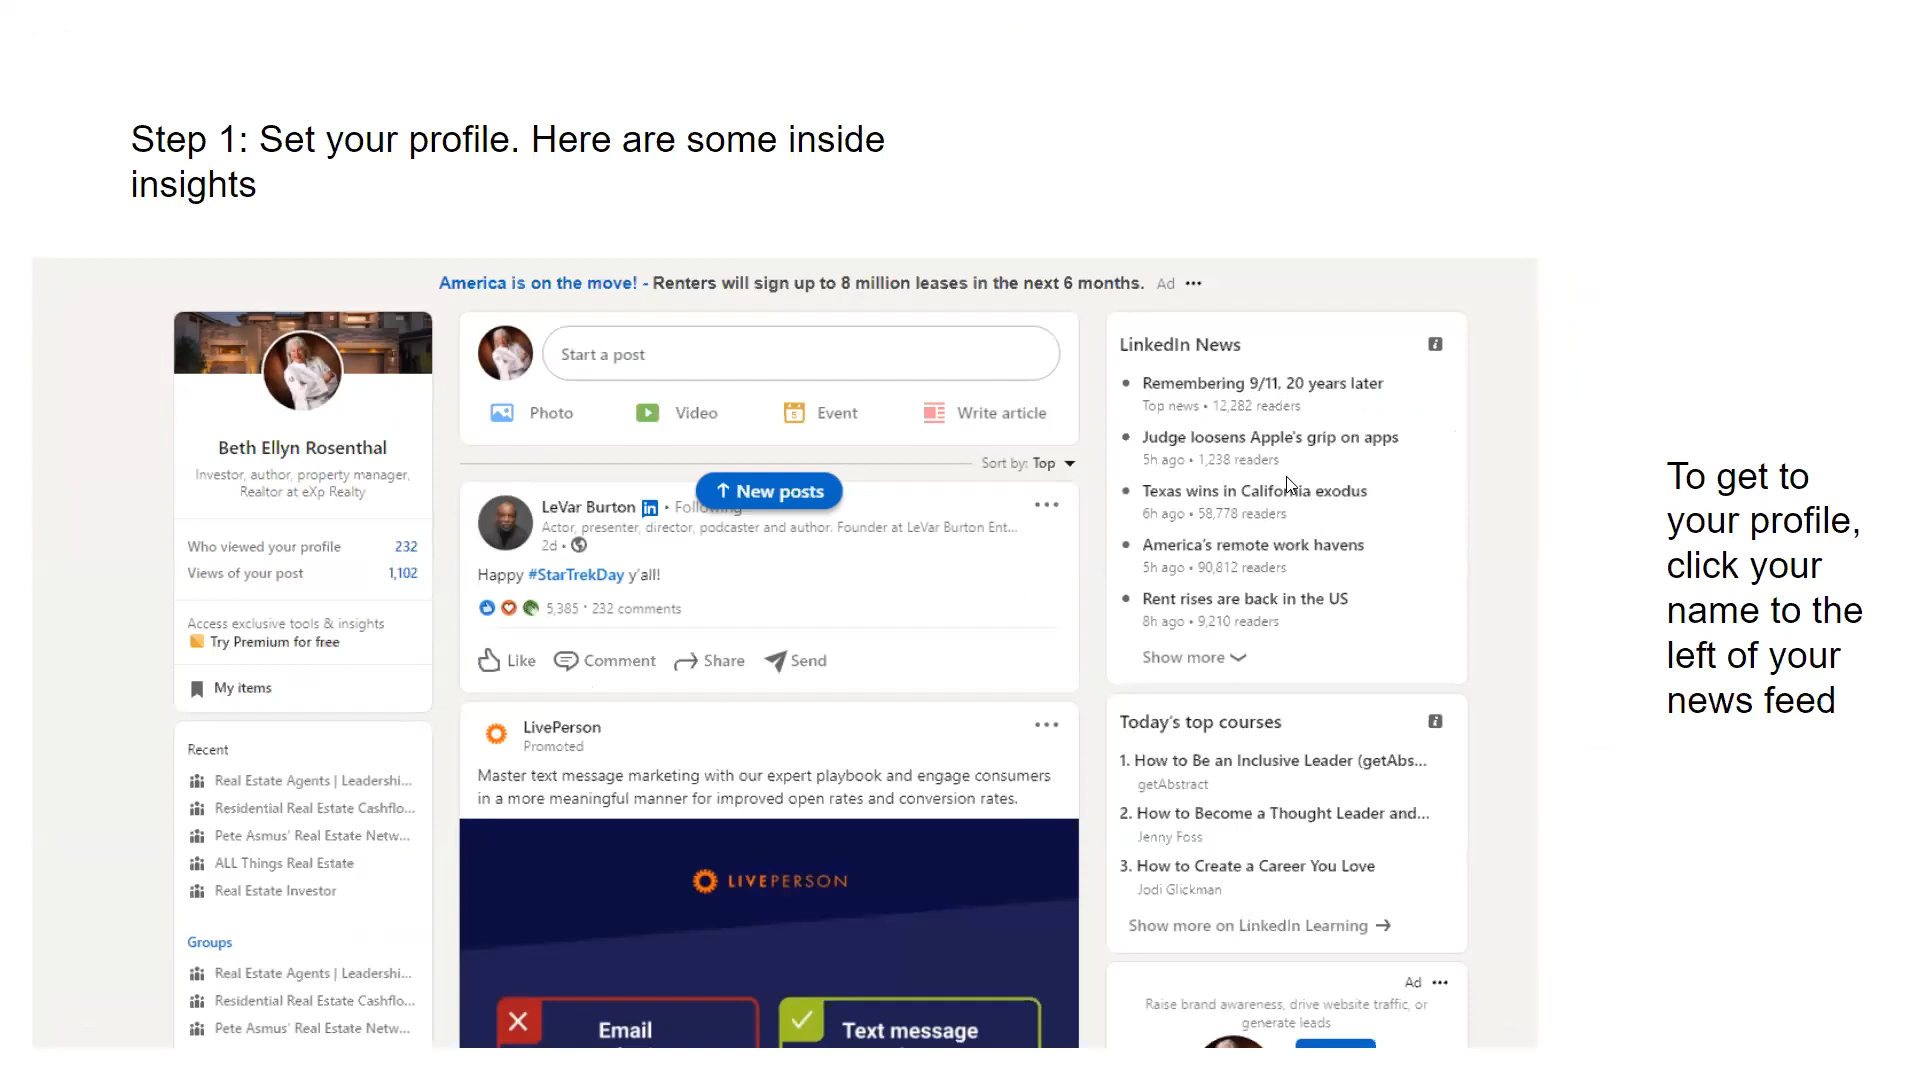 Step 1: Set your profile. Here are some inside
insights
America is on the move! - Renters will sign up to 8 million leases in the next 6 months. Ad
Beth Ellyn Rosenthal
Investor, author, property manager,
Realtor at eXp Realty
Who viewed your profile 232
Views of your post 1,102
Access exclusive tools & insights
Try Premium for free
My items
Recent
Real Estate Agents | Leadershi...
Residential Real Estate Cashflo...
Pete Asmus' Real Estate Netw...
ALL Things Real Estate
Real Estate Investor
Groups
Real Estate Agents | Leadershi...
Residential Real Estate Cashflo...
Pete Asmus' Real Estate Netw...
Start a post
Photo Video Event Write article
Sort by: Top
↑ New posts
LeVar Burton in • Following
Actor, presenter, director, podcaster and author. Founder at LeVar Burton Ent...
2d •
Happy #StarTrekDay y'all!
5,385 • 232 comments
Like Comment Share Send
LivePerson
Promoted
Master text message marketing with our expert playbook and engage consumers
in a more meaningful manner for improved open rates and conversion rates.
LIVEPERSON
Email Text message
LinkedIn News
Remembering 9/11, 20 years later
Top news • 12,282 readers
Judge loosens Apple's grip on apps
5h ago • 1,238 readers
Texas wins in California exodus
6h ago • 58,778 readers
America's remote work havens
5h ago • 90,812 readers
Rent rises are back in the US
8h ago • 9,210 readers
Show more
Today's top courses
1. How to Be an Inclusive Leader (getAbs...
getAbstract
2. How to Become a Thought Leader and...
Jenny Foss
3. How to Create a Career You Love
Jodi Glickman
Show more on LinkedIn Learning →
Ad
Raise brand awareness, drive website traffic, or
generate leads
To get to
your profile,
click your
name to the
left of your
news feed